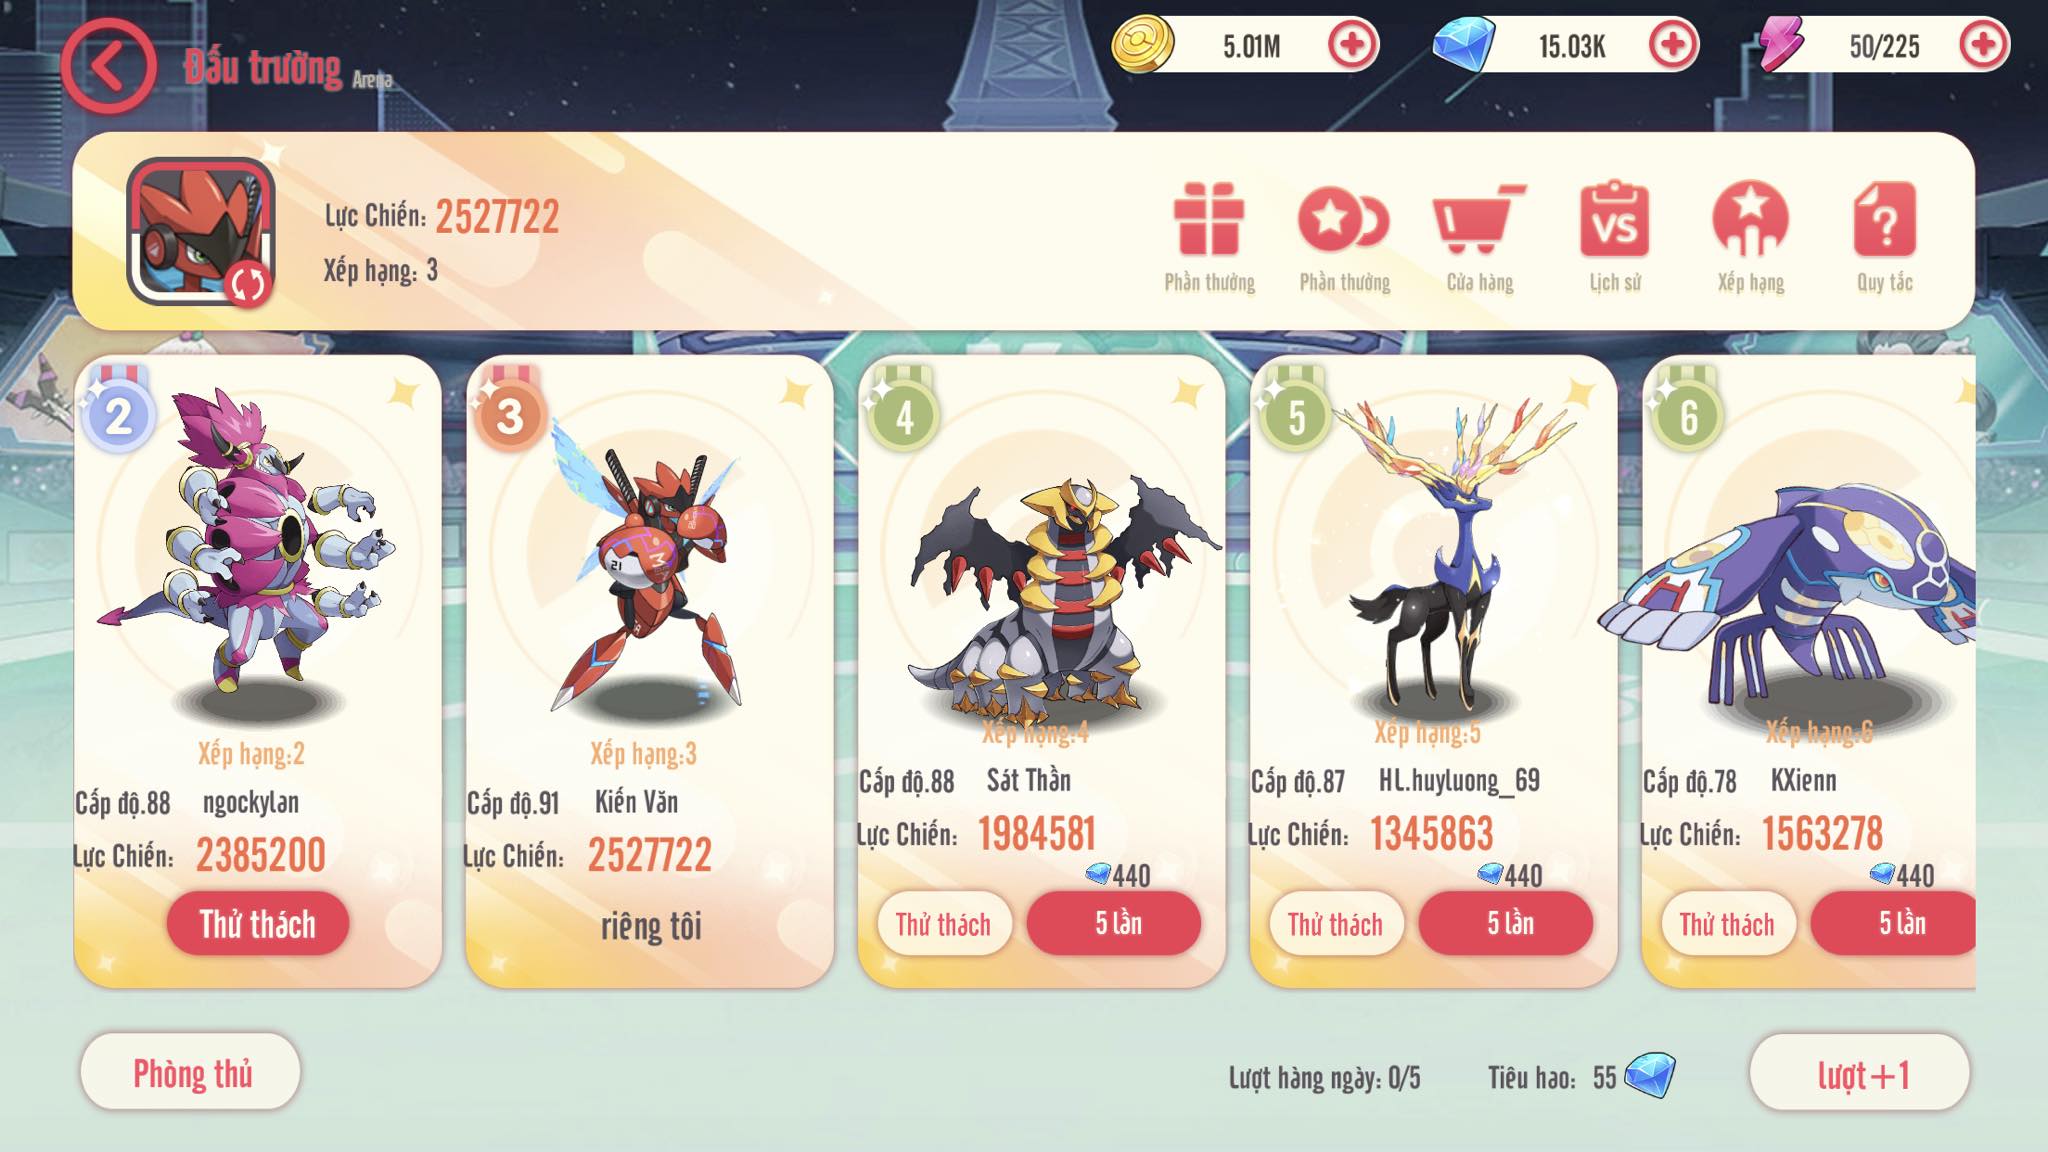 Đấu trường Arena
5.01M
15.03K
50/225
Lực Chiến: 2527722
Xếp hạng: 3
Phần thưởng
Phần thưởng
Cửa hàng
VS
Lịch sử
Xếp hạng
?
Quy tắc
2
Xếp hạng:2
Cấp độ.88 ngockylan
Lực Chiến: 2385200
Thử thách
3
21
Xếp hạng:3
Cấp độ.91 Kiến Văn
Lực Chiến: 2527722
riêng tôi
4
Xếp hạng:4
Cấp độ.88 Sát Thần
Lực Chiến: 1984581
440
Thử thách
5 lần
5
Xếp hạng:5
Cấp độ.87 HL.huyluong_69
Lực Chiến: 1345863
440
Thử thách
5 lần
6
Xếp hạng:6
Cấp độ.78 KXienn
Lực Chiến: 1563278
440
Thử thách
5 lần
Phòng thủ
Lượt hàng ngày: 0/5
Tiêu hao: 55
lượt+1